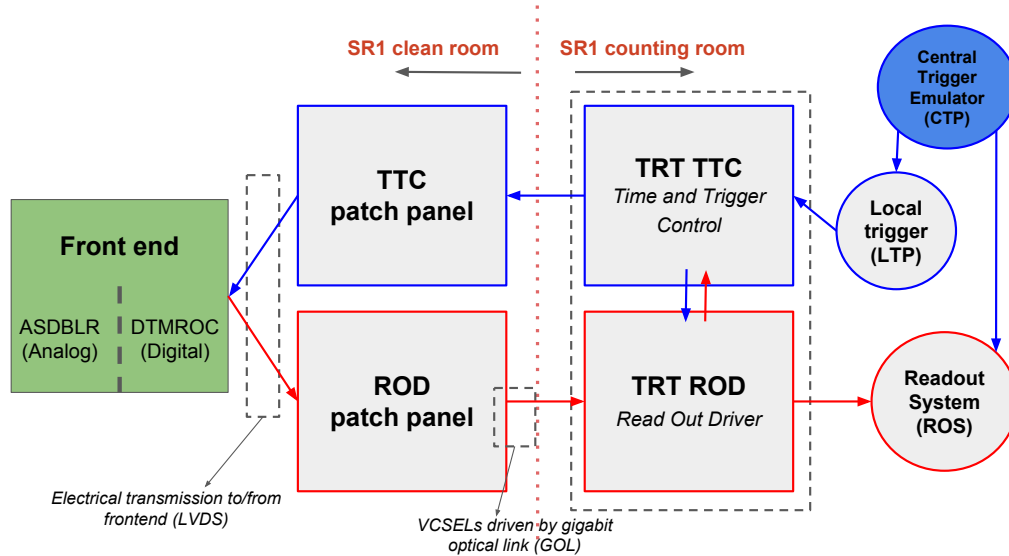 SR1 clean room
SR1 counting room
Central
Trigger
Emulator
(CTP)
TTC
patch panel
TRT TTC
Time and Trigger
Control
Local
trigger
(LTP)
Front end
ASDBLR
(Analog)
DTMROC
(Digital)
ROD
patch panel
TRT ROD
Read Out Driver
Readout
System
(ROS)
Electrical transmission to/from
frontend (LVDS)
VCSELs driven by gigabit
optical link (GOL)